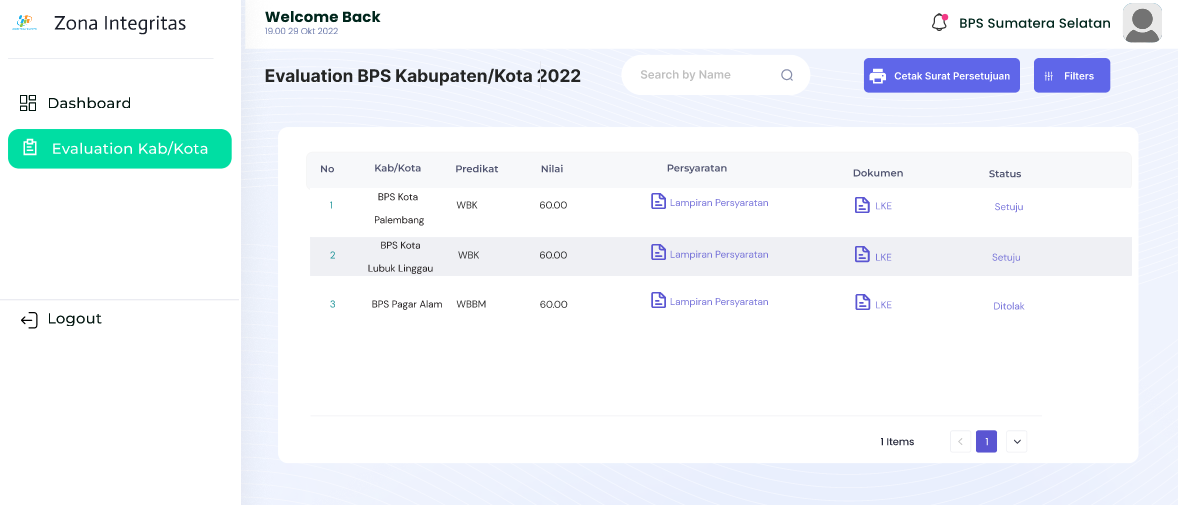 Zona Integritas
Welcome Back
19.00 29 Okt 2022
BPS Sumatera Selatan
Evaluation BPS Kabupaten/Kota 2022
Search by Name
Cetak Surat Persetujuan
Filters
Dashboard
Evaluation Kab/Kota
Logout
No Kab/Kota Predikat Nilai Persyaratan Dokumen Status
1 BPS Kota Palembang WBK 60.00 Lampiran Persyaratan LKE Setuju
2 BPS Kota Lubuk Linggau WBK 60.00 Lampiran Persyaratan LKE Setuju
3 BPS Pagar Alam WBBM 60.00 Lampiran Persyaratan LKE Ditolak
1 Items 1